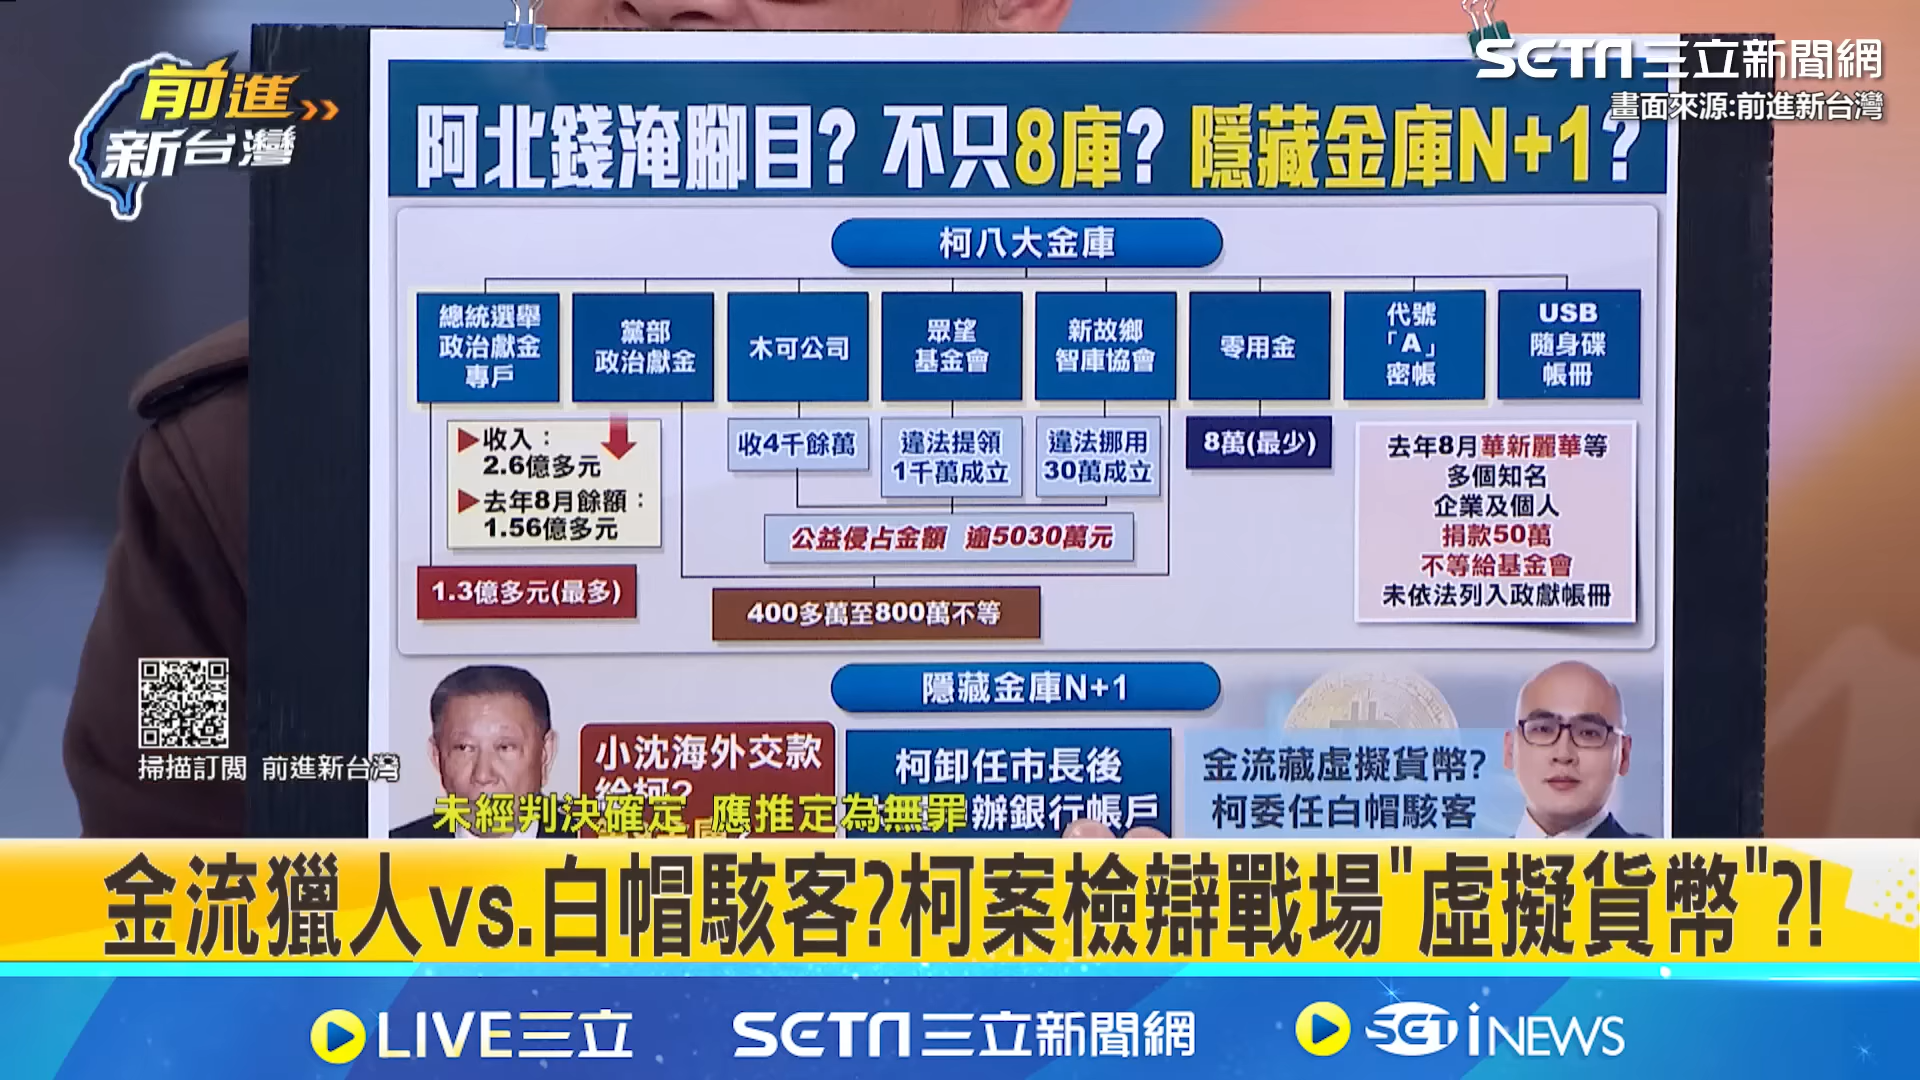 前進
新台灣
SETN三立新聞網
畫面來源:前進新台灣
阿北錢淹腳目? 不只8庫? 隱藏金庫N+1?
柯八大金庫
總統選舉
政治獻金
專戶
黨部
政治獻金
木可公司
眾望
基金會
新故鄉
智庫協會
零用金
代號
「A」
密帳
USB
隨身碟
帳冊
收入：
2.6億多元
去年8月餘額：
1.56億多元
1.3億多元(最多)
收4千餘萬
違法提領
1千萬成立
違法挪用
30萬成立
公益侵占金額 逾5030萬元
400多萬至800萬不等
8萬(最少)
去年8月華新麗華等
多個知名
企業及個人
捐款50萬
不等給基金會
未依法列入政獻帳冊
隱藏金庫N+1
小沈海外交款
給柯?
柯卸任市長後
辦銀行帳戶
金流藏虛擬貨幣?
柯委任白帽駭客
掃描訂閱 前進新台灣
未經判決確定 應推定為無罪
金流獵人vs.白帽駭客?柯案檢辯戰場"虛擬貨幣"?!
LIVE三立
SETN三立新聞網
SETiNEWS